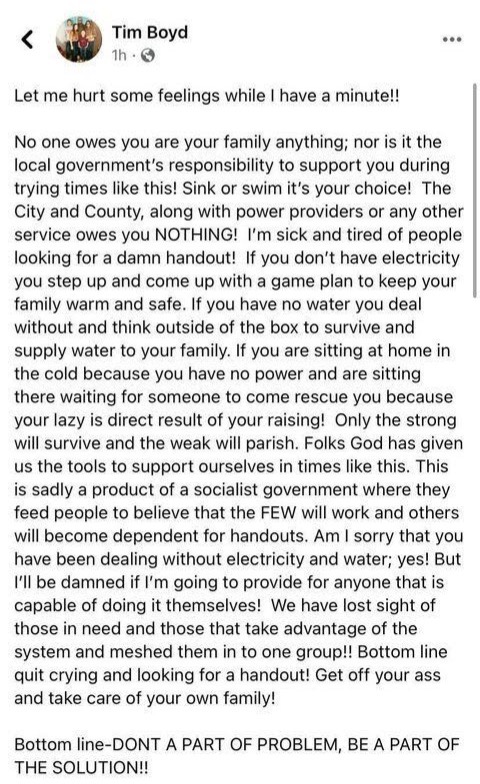 Tim Boyd
1h ·
Let me hurt some feelings while I have a minute!!
No one owes you are your family anything; nor is it the
local government's responsibility to support you during
trying times like this! Sink or swim it's your choice! The
City and County, along with power providers or any other
service owes you NOTHING! I'm sick and tired of people
looking for a damn handout! If you don't have electricity
you step up and come up with a game plan to keep your
family warm and safe. If you have no water you deal
without and think outside of the box to survive and
supply water to your family. If you are sitting at home in
the cold because you have no power and are sitting
there waiting for someone to come rescue you because
your lazy is direct result of your raising! Only the strong
will survive and the weak will parish. Folks God has given
us the tools to support ourselves in times like this. This
is sadly a product of a socialist government where they
feed people to believe that the FEW will work and others
will become dependent for handouts. Am I sorry that you
have been dealing without electricity and water; yes! But
I'll be damned if I'm going to provide for anyone that is
capable of doing it themselves! We have lost sight of
those in need and those that take advantage of the
system and meshed them in to one group!! Bottom line
quit crying and looking for a handout! Get off your ass
and take care of your own family!
Bottom line-DONT A PART OF PROBLEM, BE A PART OF
THE SOLUTION!!